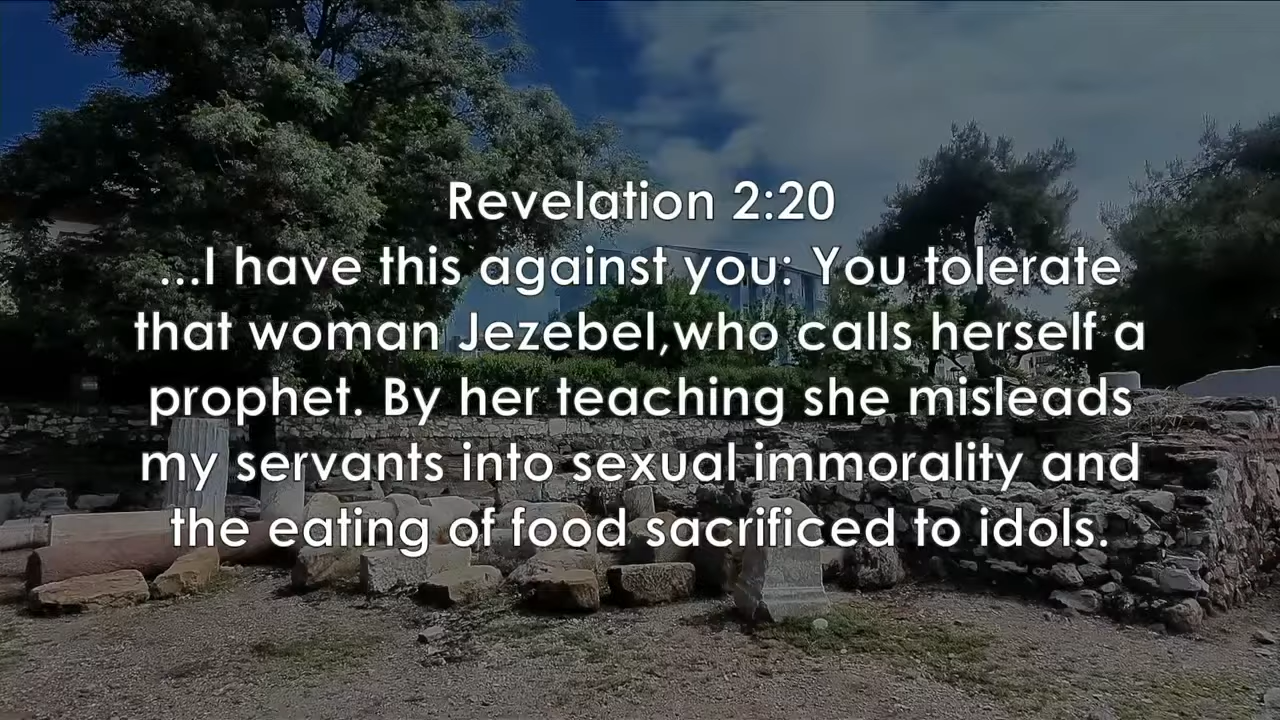 Revelation 2:20
...I have this against you: You tolerate
that woman Jezebel,who calls herself a
prophet. By her teaching she misleads
my servants into sexual immorality and
the eating of food sacrificed to idols.